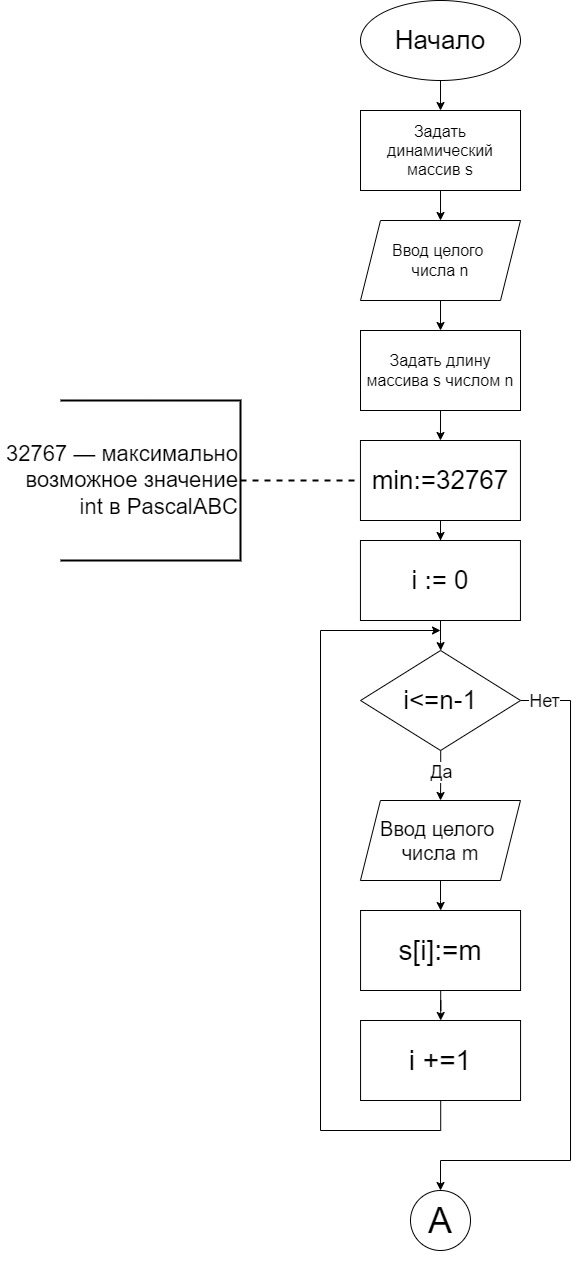 Начало
Задать
динамический
массив s
Ввод целого
числа n
Задать длину
массива s числом n
32767 — максимально
возможное значение
int в PascalABC
min:=32767
i := 0
i<=n-1
Нет
Да
Ввод целого
числа m
s[i]:=m
i +=1
A